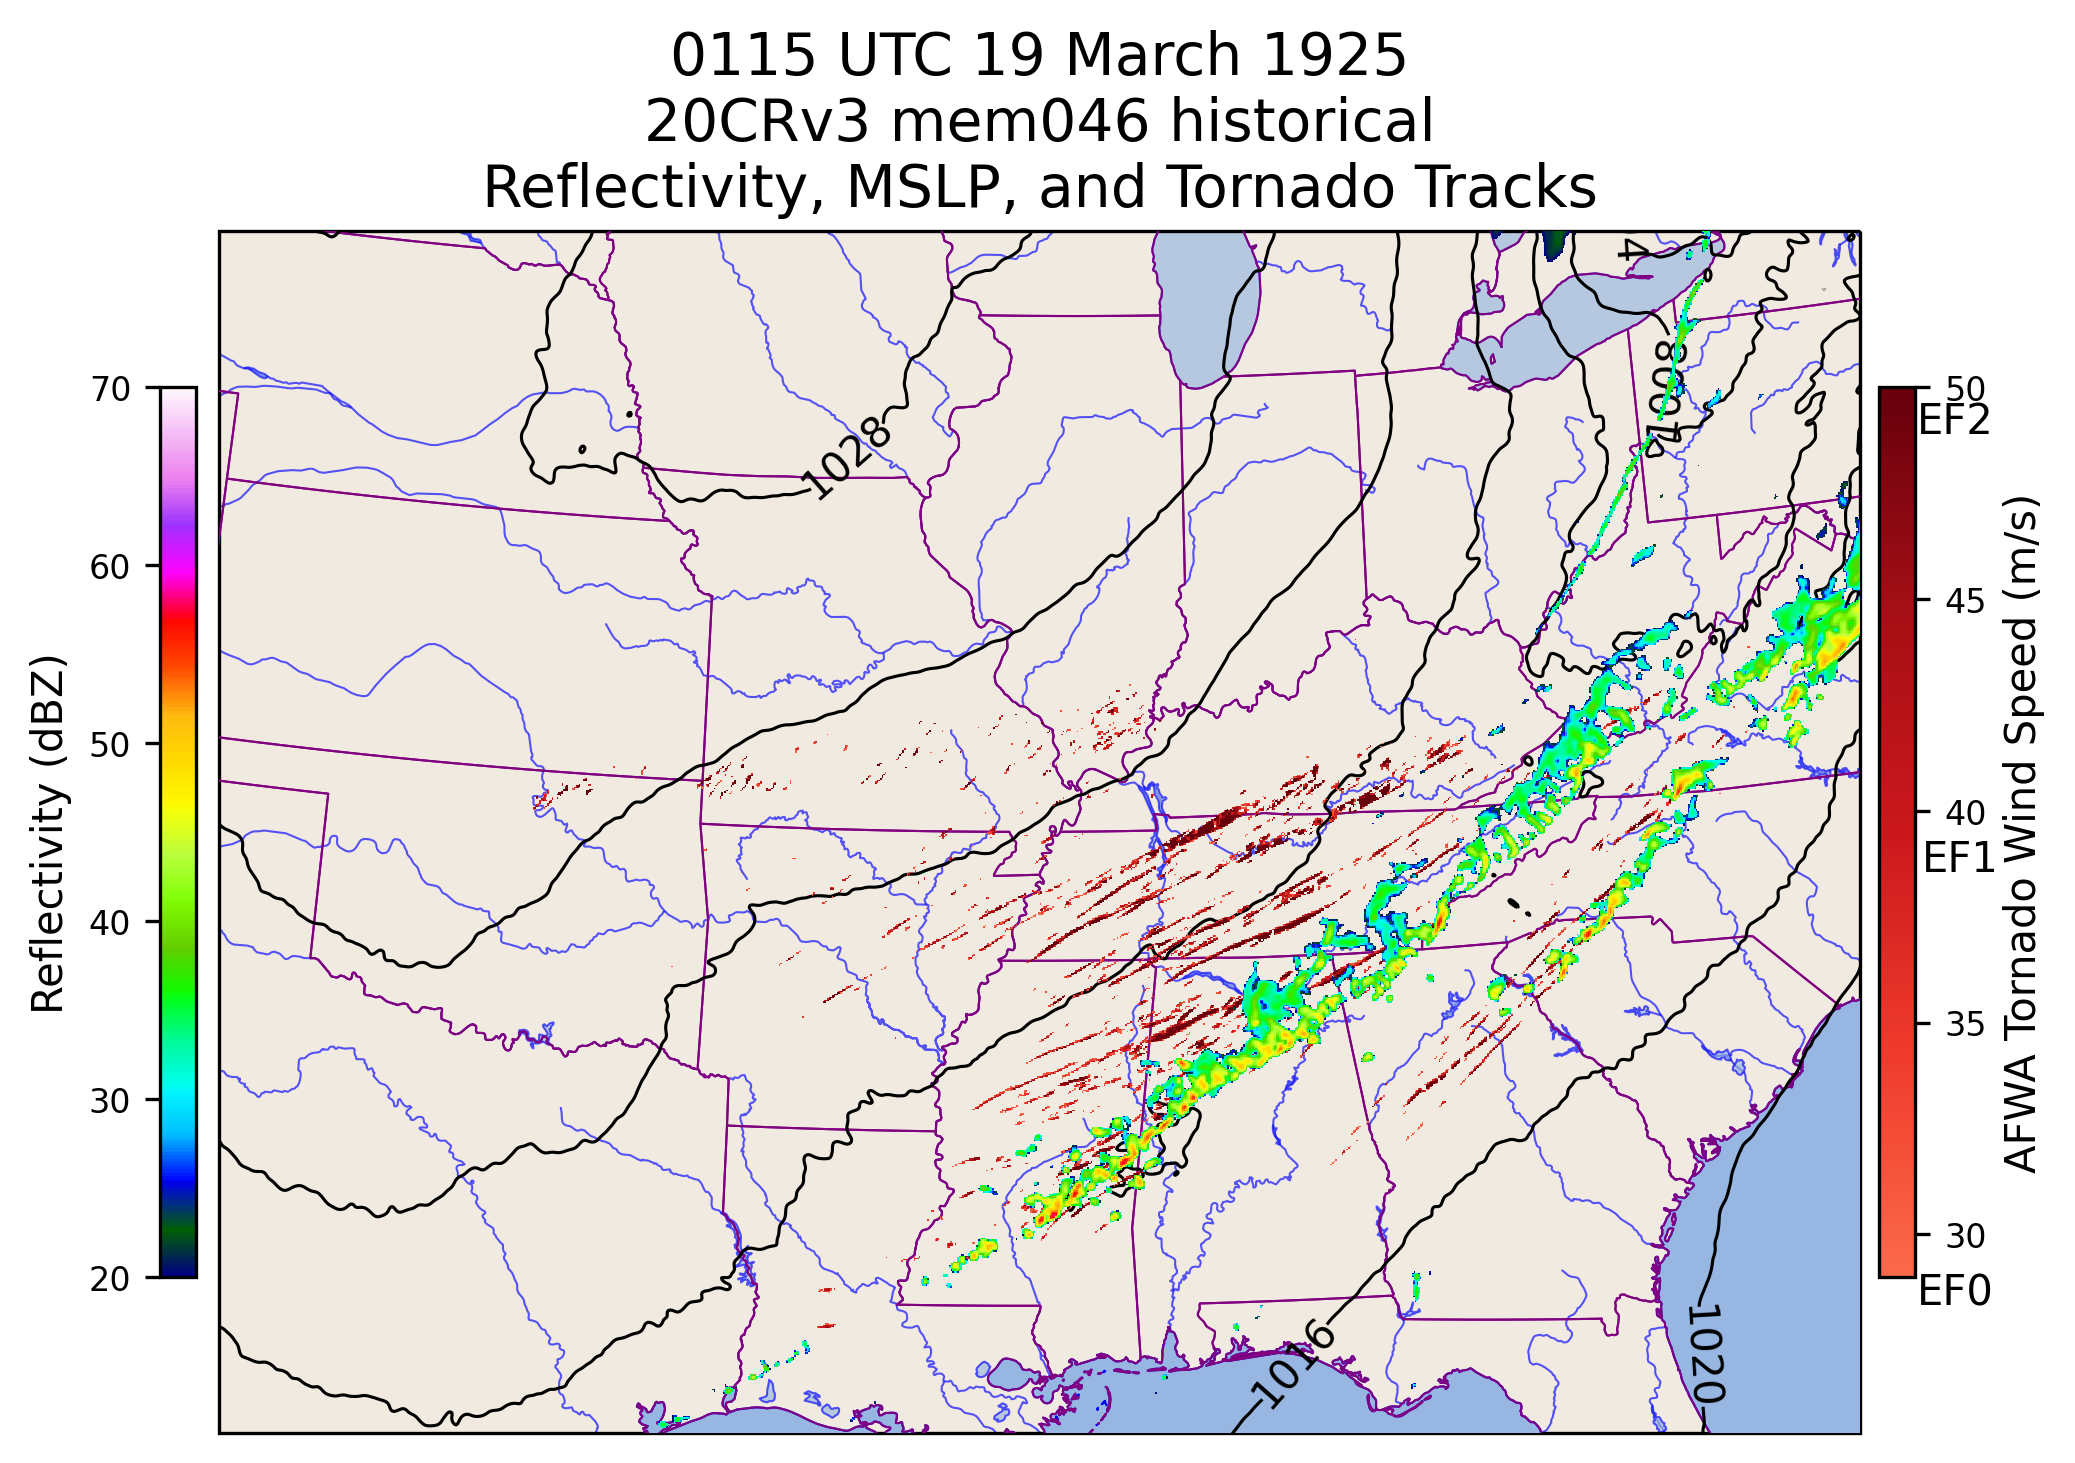 0115 UTC 19 March 1925
20CRv3 mem046 historical
Reflectivity, MSLP, and Tornado Tracks
4
1008
1028
1016
1020
70
60
50
40
30
20
Reflectivity (dBZ)
50
EF2
45
40
EF1
35
30
EF0
AFWA Tornado Wind Speed (m/s)